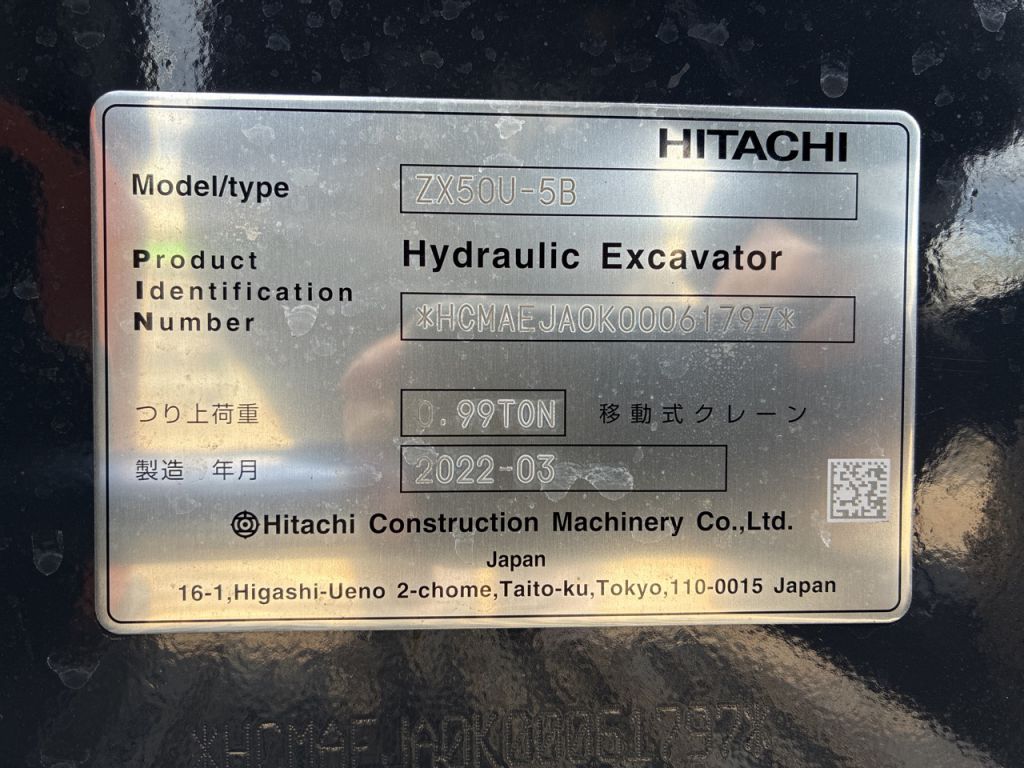 HITACHI
Model/type ZX50U-5B
Product Hydraulic Excavator
Identification
Number *HCMAEJA0K00061797*
つり上荷重 0.99TON 移動式クレーン
製造 年月 2022-03
Hitachi Construction Machinery Co.,Ltd.
Japan
16-1,Higashi-Ueno 2-chome,Taito-ku,Tokyo,110-0015 Japan
*HCMAEJA0K00061797*